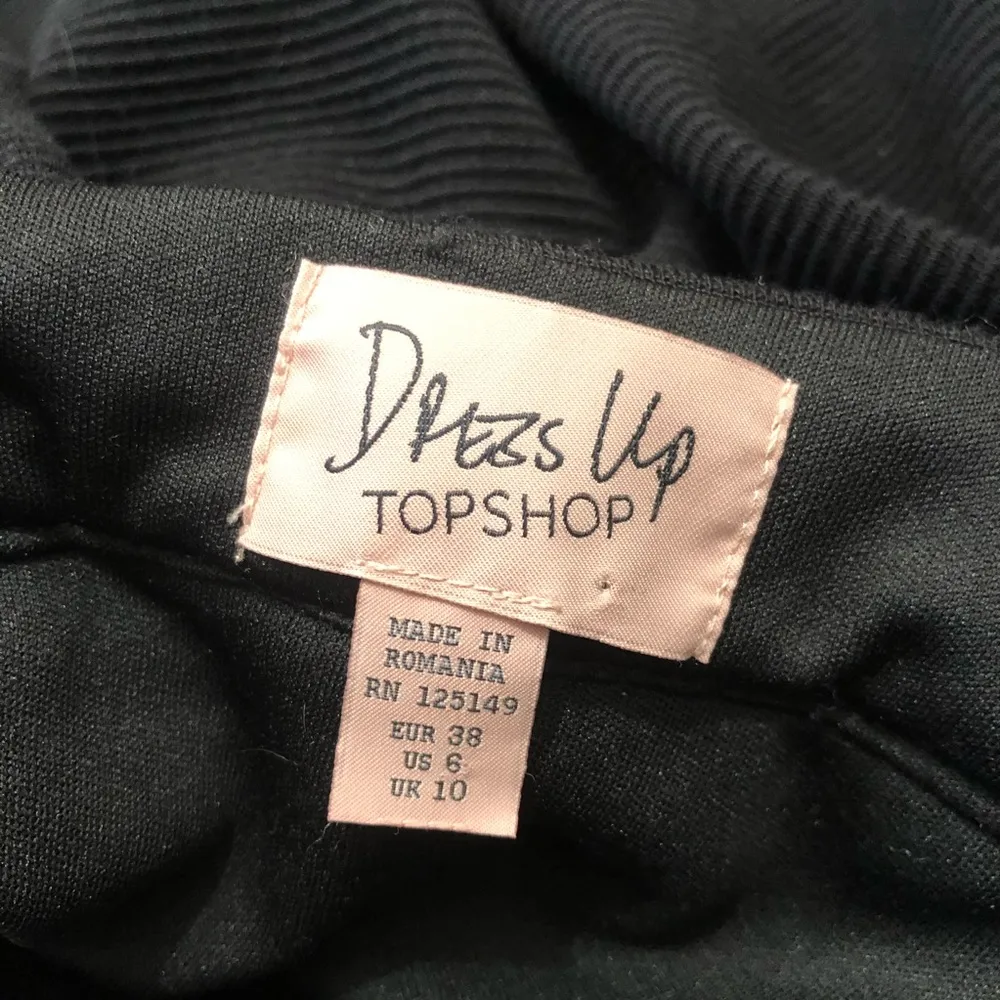 Dress Up
TOPSHOP
MADE IN
ROMANIA
RN 125149
EUR 38
US 6
UK 10